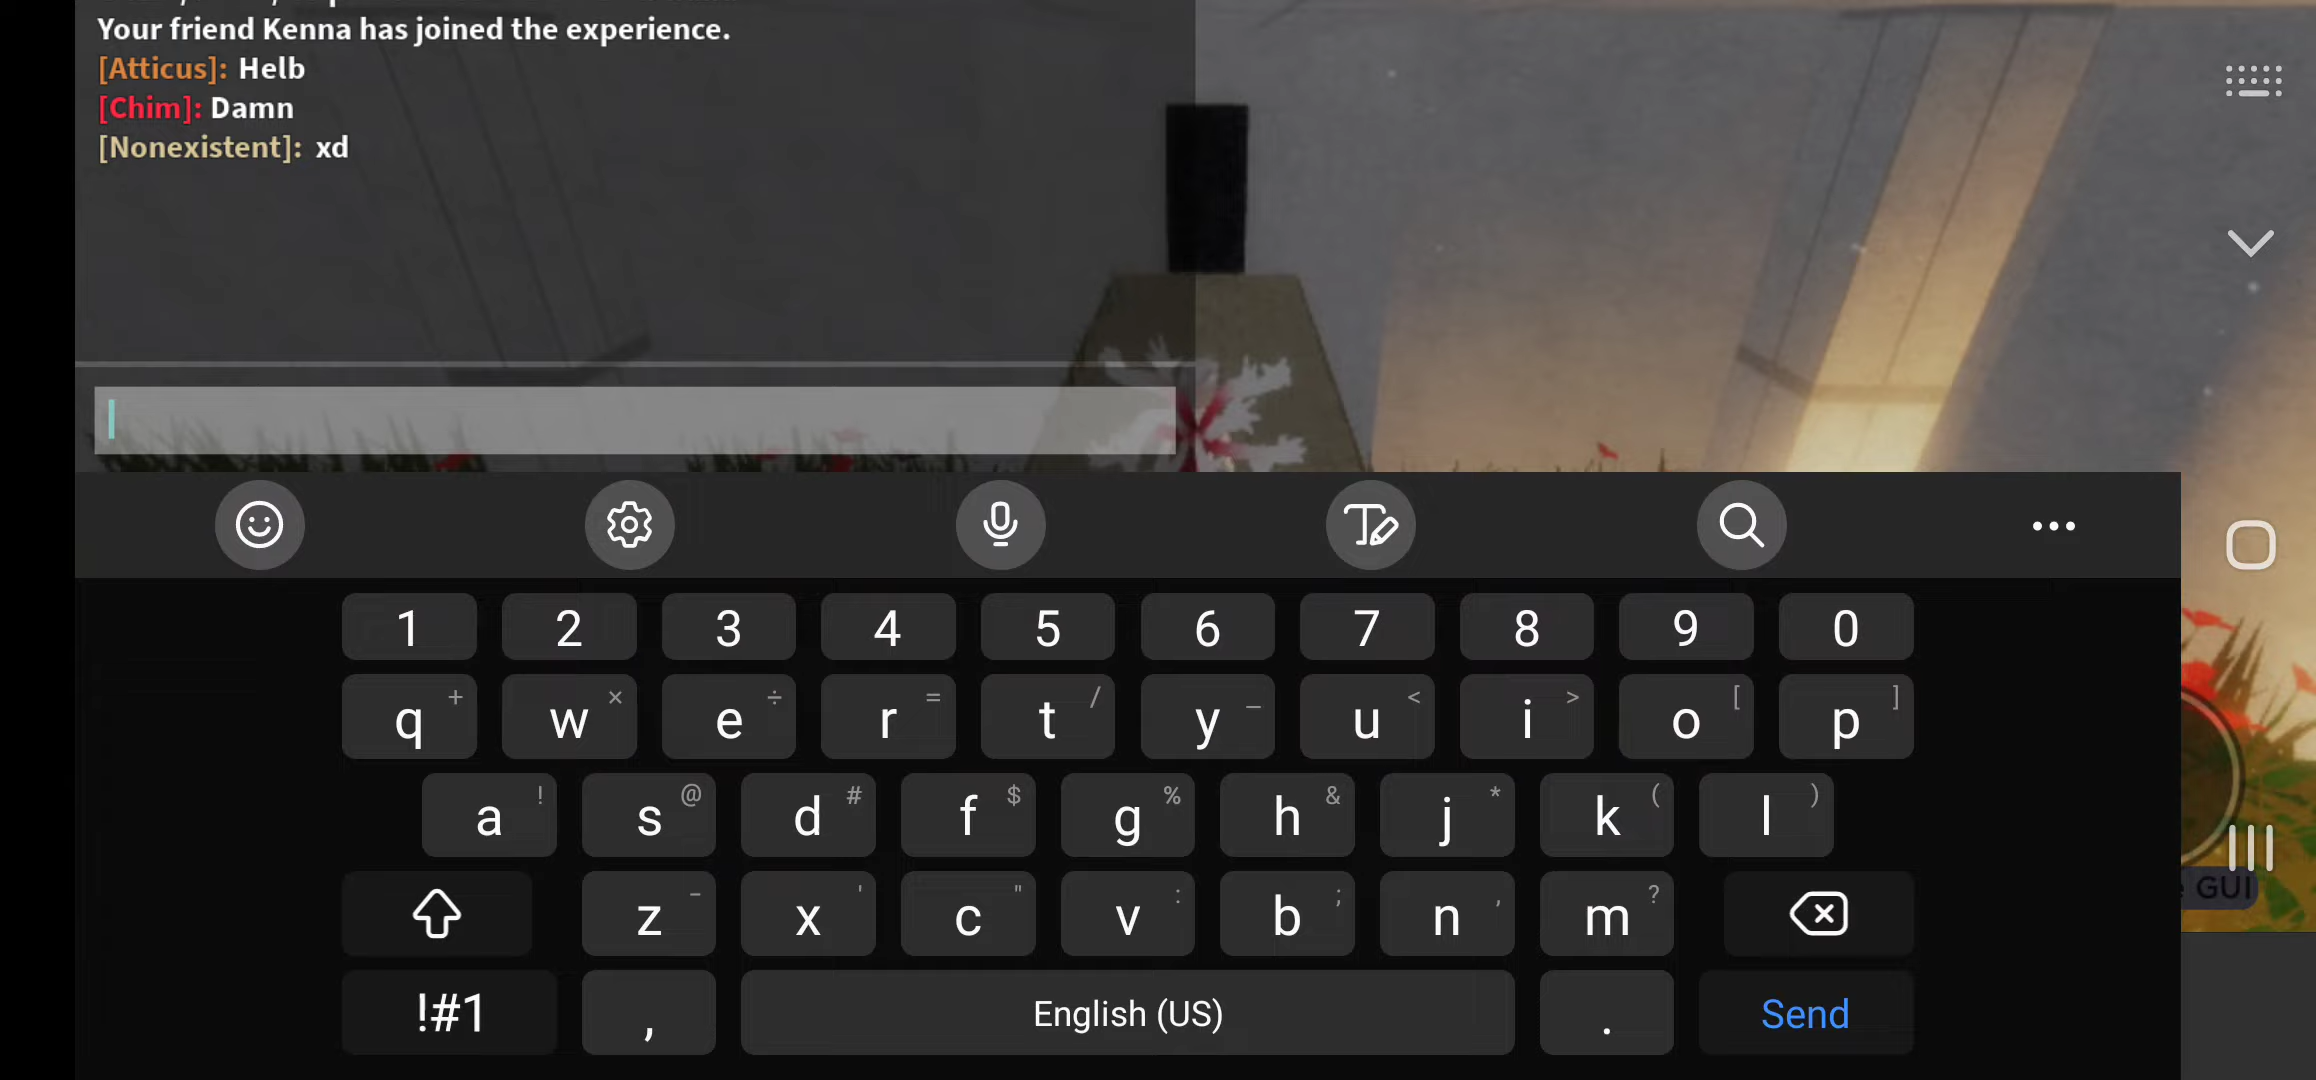 Your friend Kenna has joined the experience.
[Atticus]: Helb
[Chim]: Damn
[Nonexistent]: xd
1 2 3 4 5 6 7 8 9 0
q + w × e ÷ r = t / y _ u < i > o [ p ]
a ! s @ d # f $ g % h & j * k ( l )
z - x ' c " v : b ; n , m ?
GUI
!#1 , English (US) . Send